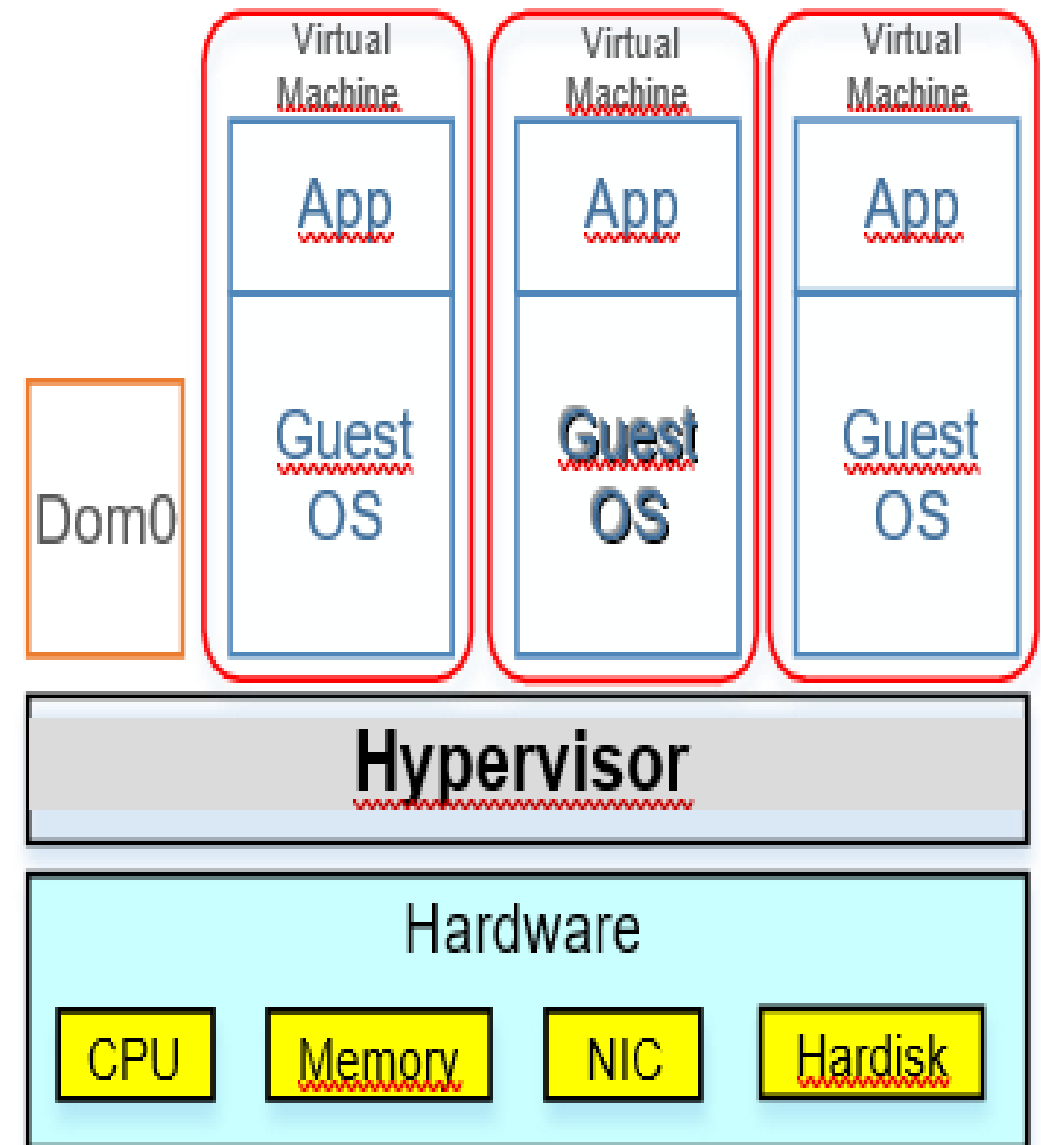 Virtual
Machine
Virtual
Machine
Virtual
Machine
App
App
App
Guest
OS
Guest
OS
Guest
OS
Dom0
Hypervisor
Hardware
CPU
Memory
NIC
Hardisk